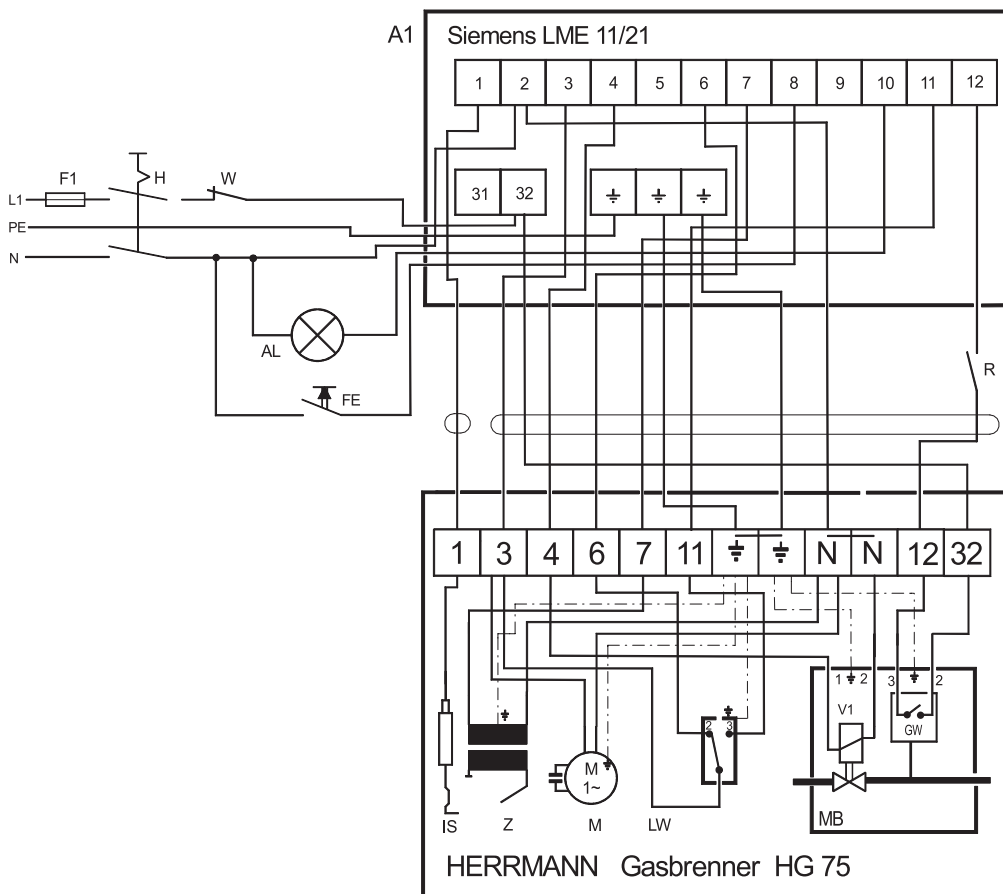 A1 Siemens LME 11/21
1 2 3 4 5 6 7 8 9 10 11 12
F1 H W
31 32
L1
PE
N
AL
R
FE
1 3 4 6 7 11 N N 12 32
1 2 3 2
V1
2 3
GW
M
1~
MB
IS Z M LW
HERRMANN Gasbrenner HG 75